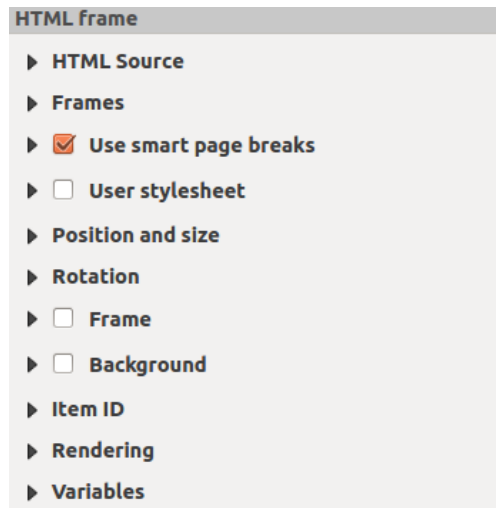 HTML frame
HTML Source
Frames
Use smart page breaks
User stylesheet
Position and size
Rotation
Frame
Background
Item ID
Rendering
Variables